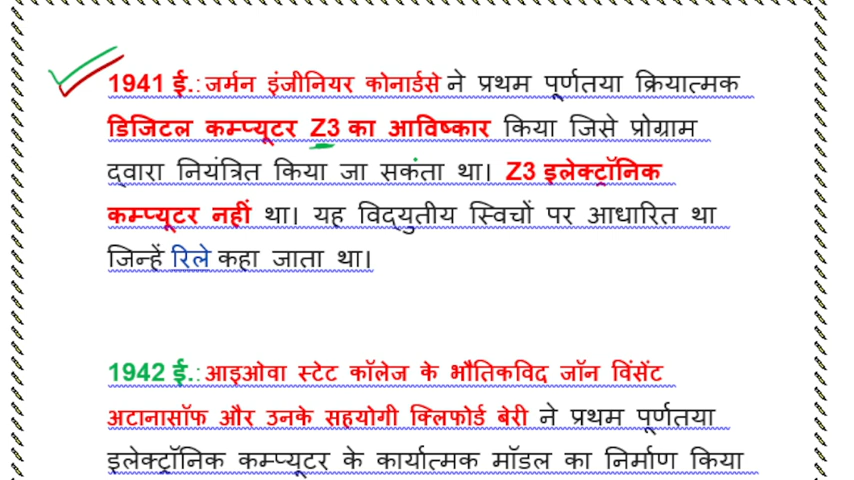 1941 ई.: जर्मन इंजीनियर कोनार्डसे ने प्रथम पूर्णतया क्रियात्मक
डिजिटल कम्प्यूटर Z3 का आविष्कार किया जिसे प्रोग्राम
द्वारा नियंत्रित किया जा सकता था। Z3 इलेक्ट्रॉनिक
कम्प्यूटर नहीं था। यह विद्युतीय स्विचों पर आधारित था
जिन्हें रिले कहा जाता था।
1942 ई.: आइओवा स्टेट कॉलेज के भौतिकविद जॉन विंसेंट
अटानासॉफ और उनके सहयोगी क्लिफोर्ड बेरी ने प्रथम पूर्णतया
इलेक्ट्रॉनिक कम्प्यूटर के कार्यात्मक मॉडल का निर्माण किया